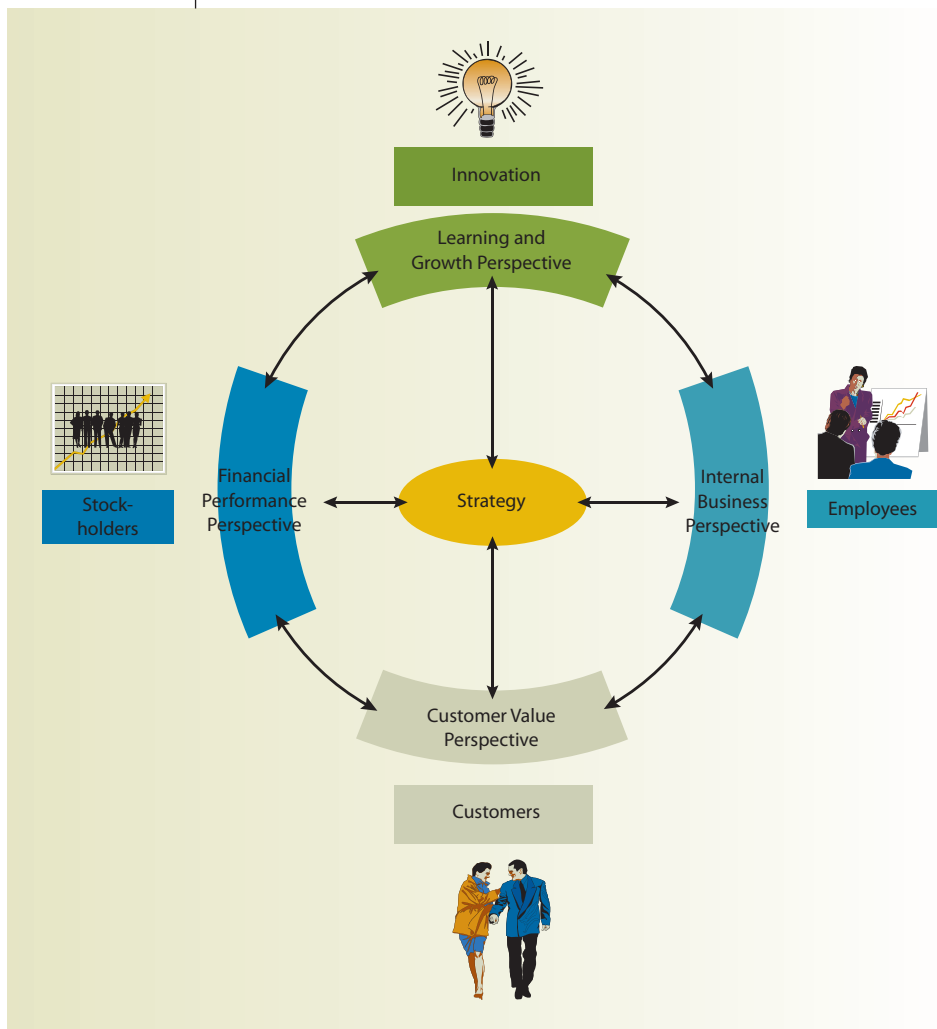 Innovation
Learning and
Growth Perspective
Financial
Performance
Perspective
Stock-
holders
Strategy
Internal
Business
Perspective
Employees
Customer Value
Perspective
Customers